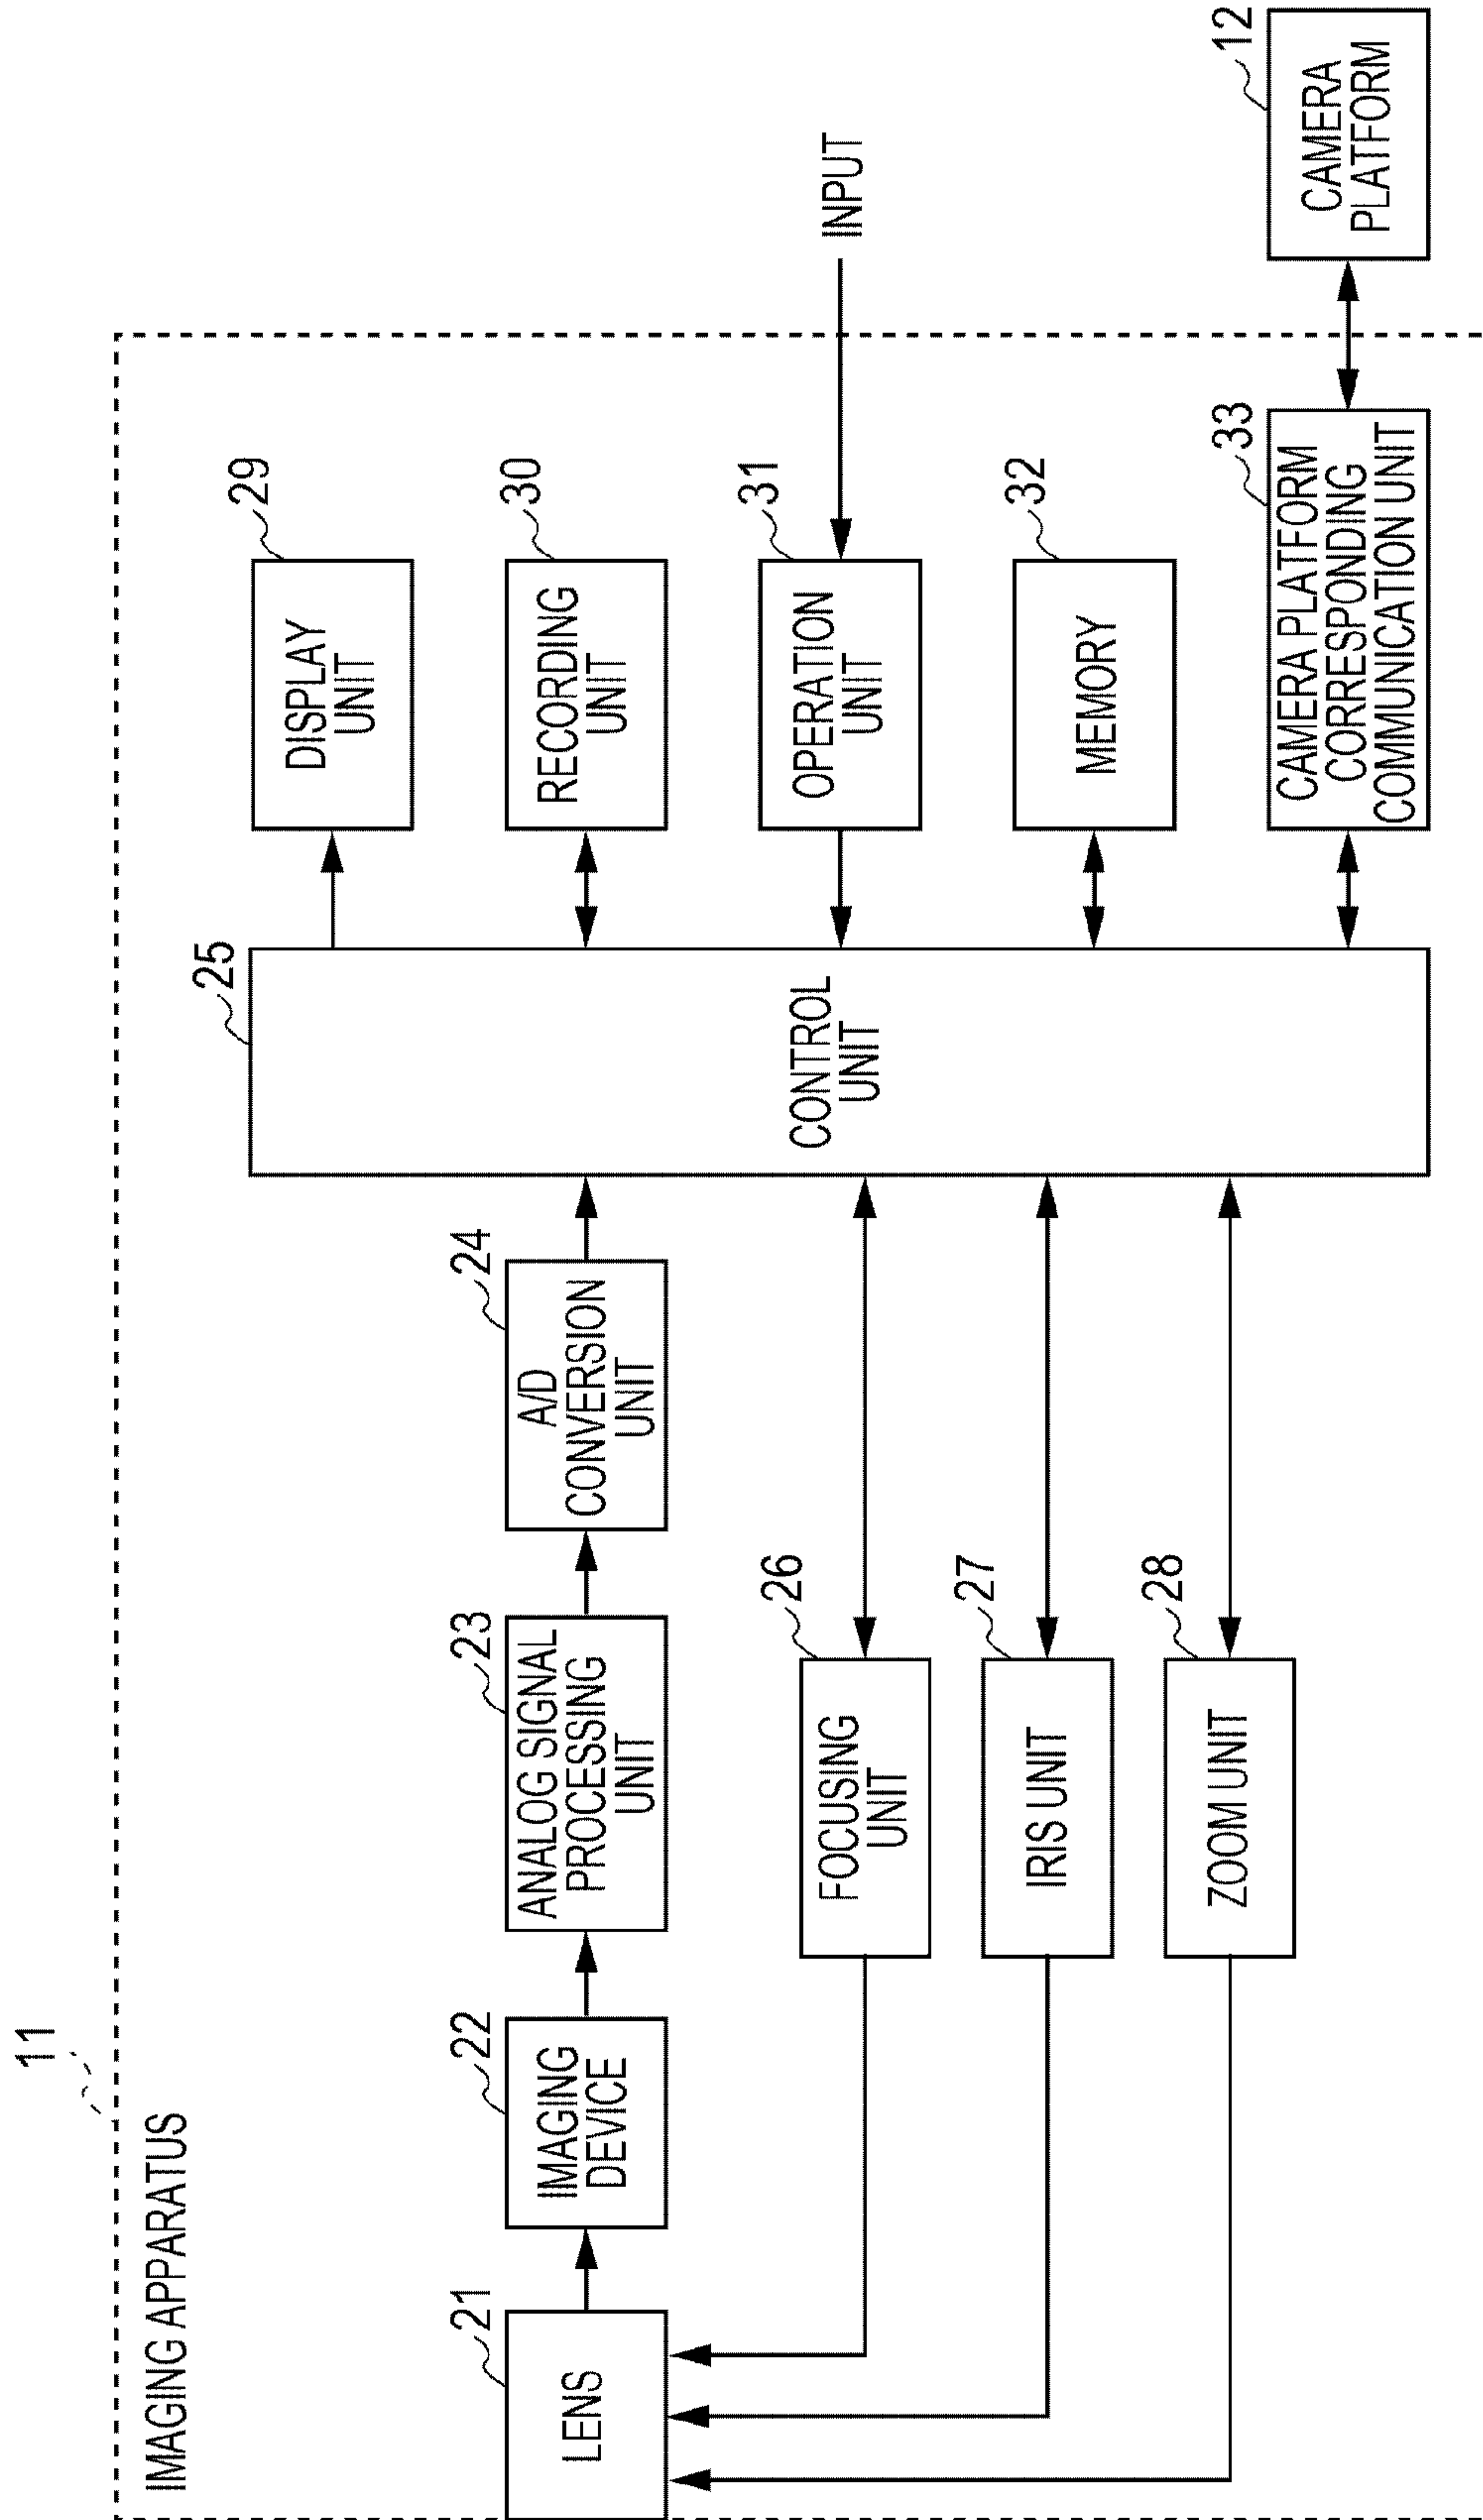 11
IMAGING APPARATUS
21
LENS
22
IMAGING
DEVICE
23
ANALOG SIGNAL
PROCESSING
UNIT
24
A/D
CONVERSION
UNIT
25
CONTROL
UNIT
26
FOCUSING
UNIT
27
IRIS UNIT
28
ZOOM UNIT
29
DISPLAY
UNIT
30
RECORDING
UNIT
31
OPERATION
UNIT
INPUT
32
MEMORY
33
CAMERA PLATFORM
CORRESPONDING
COMMUNICATION UNIT
12
CAMERA
PLATFORM